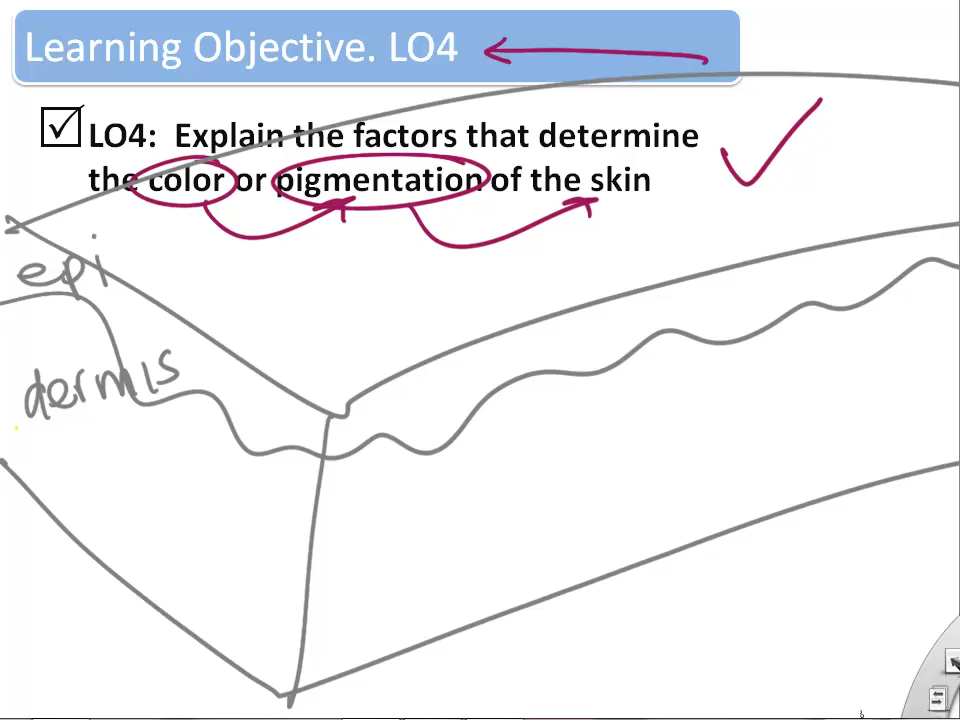 Learning Objective. LO4
LO4: Explain the factors that determine
the color or pigmentation of the skin
epi
dermis